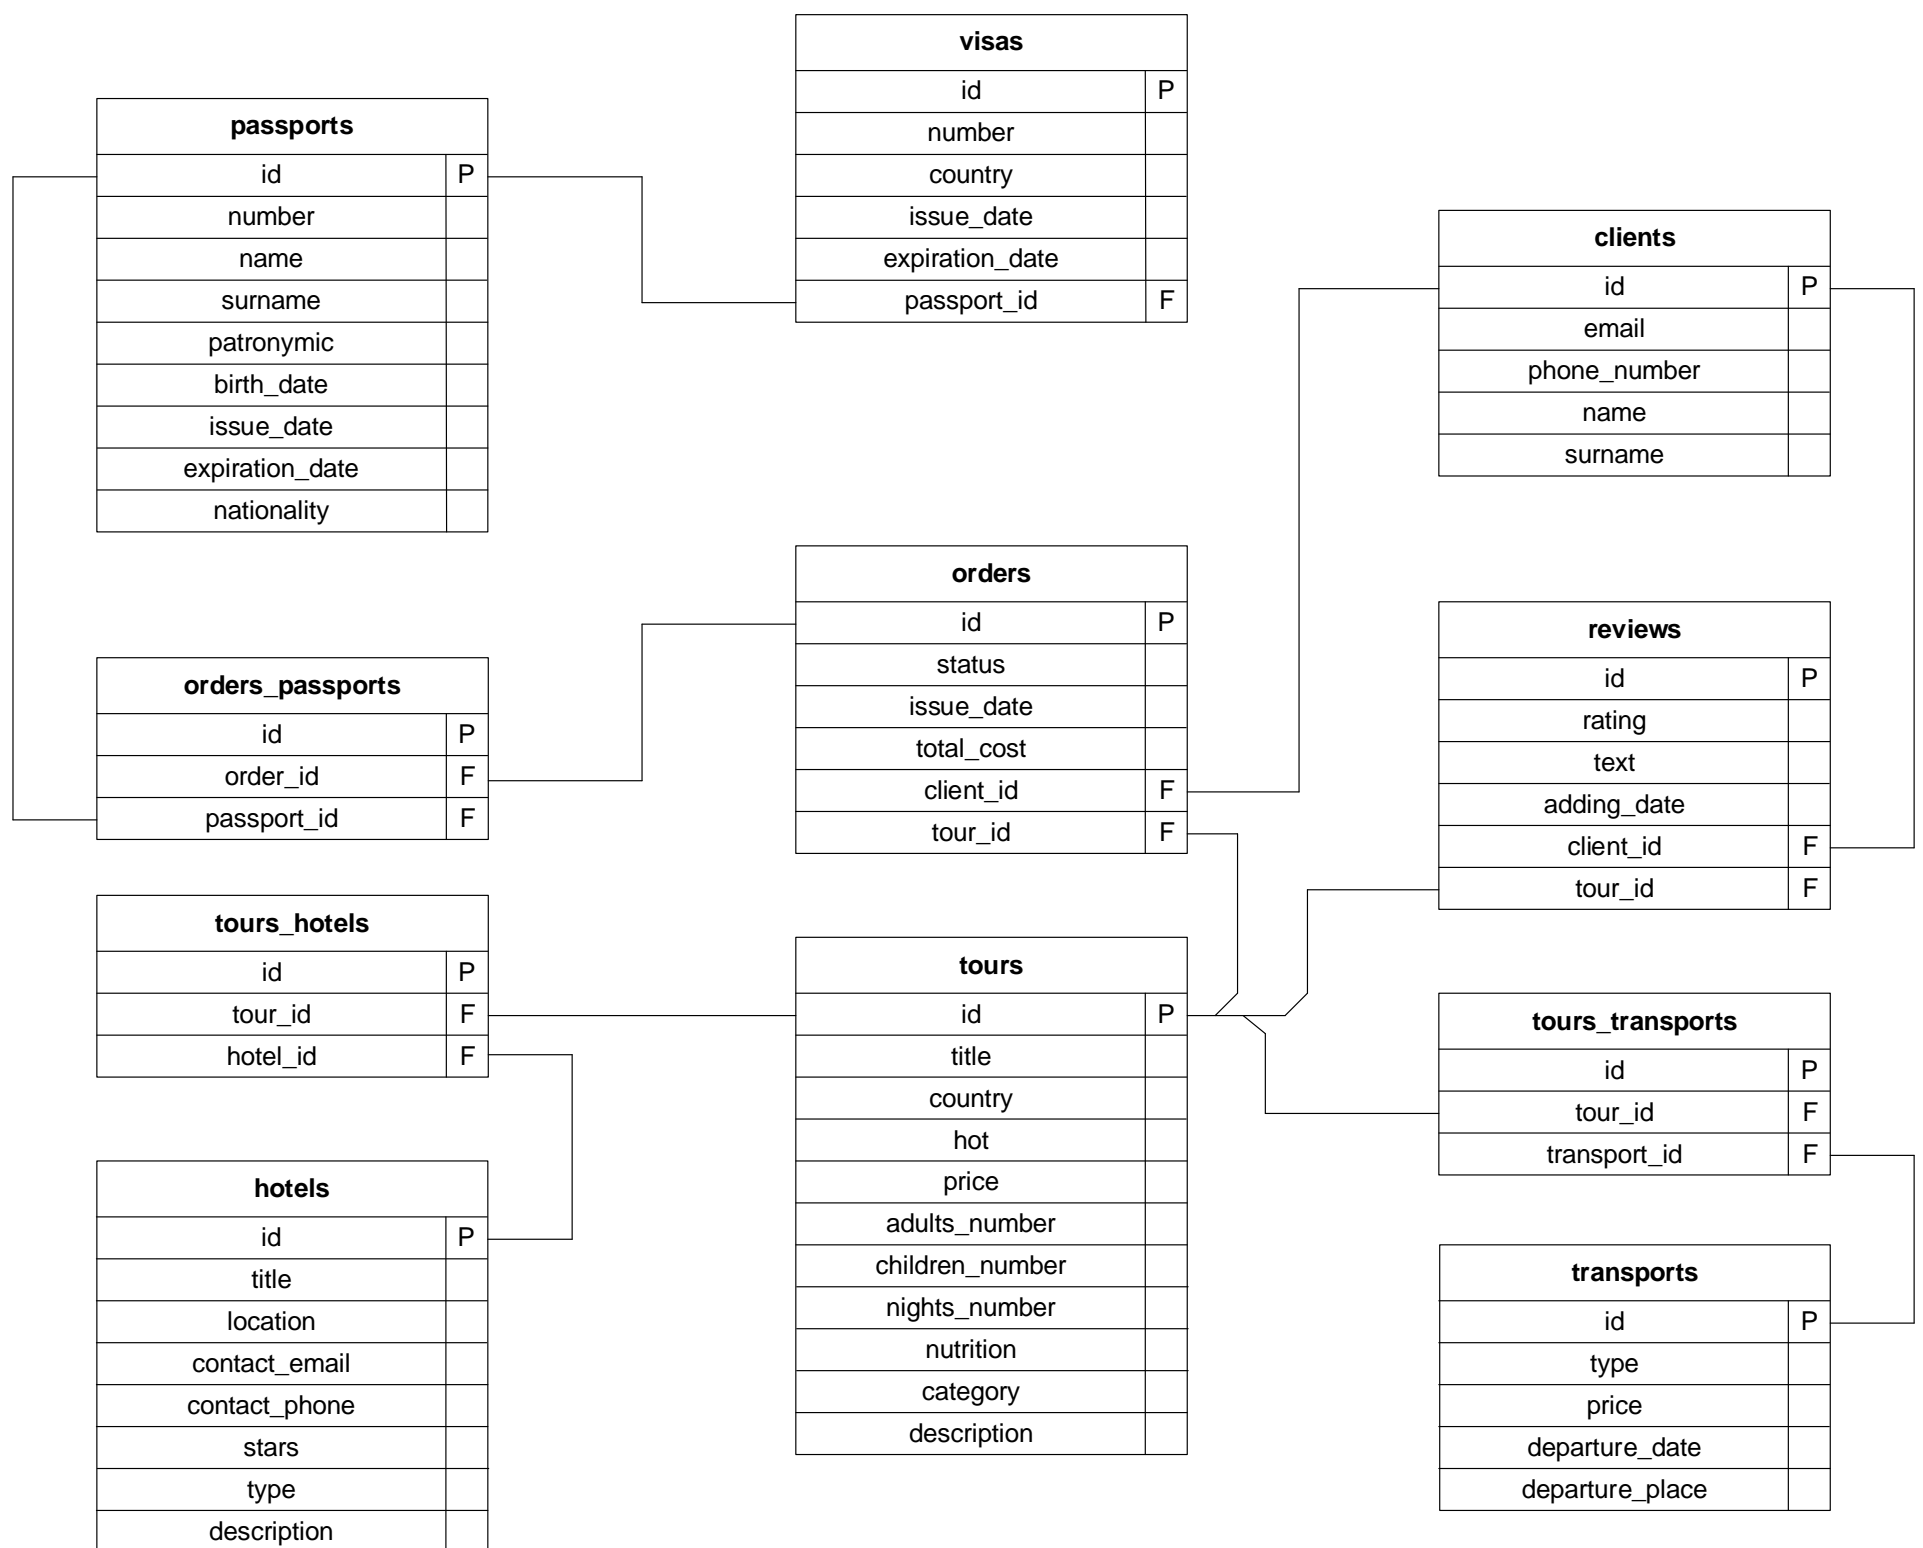 visas
id P
number
country
issue_date
expiration_date
passport_id F
passports
id P
number
name
surname
patronymic
birth_date
issue_date
expiration_date
nationality
clients
id P
email
phone_number
name
surname
orders
id P
status
issue_date
total_cost
client_id F
tour_id F
reviews
id P
rating
text
adding_date
client_id F
tour_id F
orders_passports
id P
order_id F
passport_id F
tours_hotels
id P
tour_id F
hotel_id F
tours
id P
title
country
hot
price
adults_number
children_number
nights_number
nutrition
category
description
tours_transports
id P
tour_id F
transport_id F
hotels
id P
title
location
contact_email
contact_phone
stars
type
description
transports
id P
type
price
departure_date
departure_place